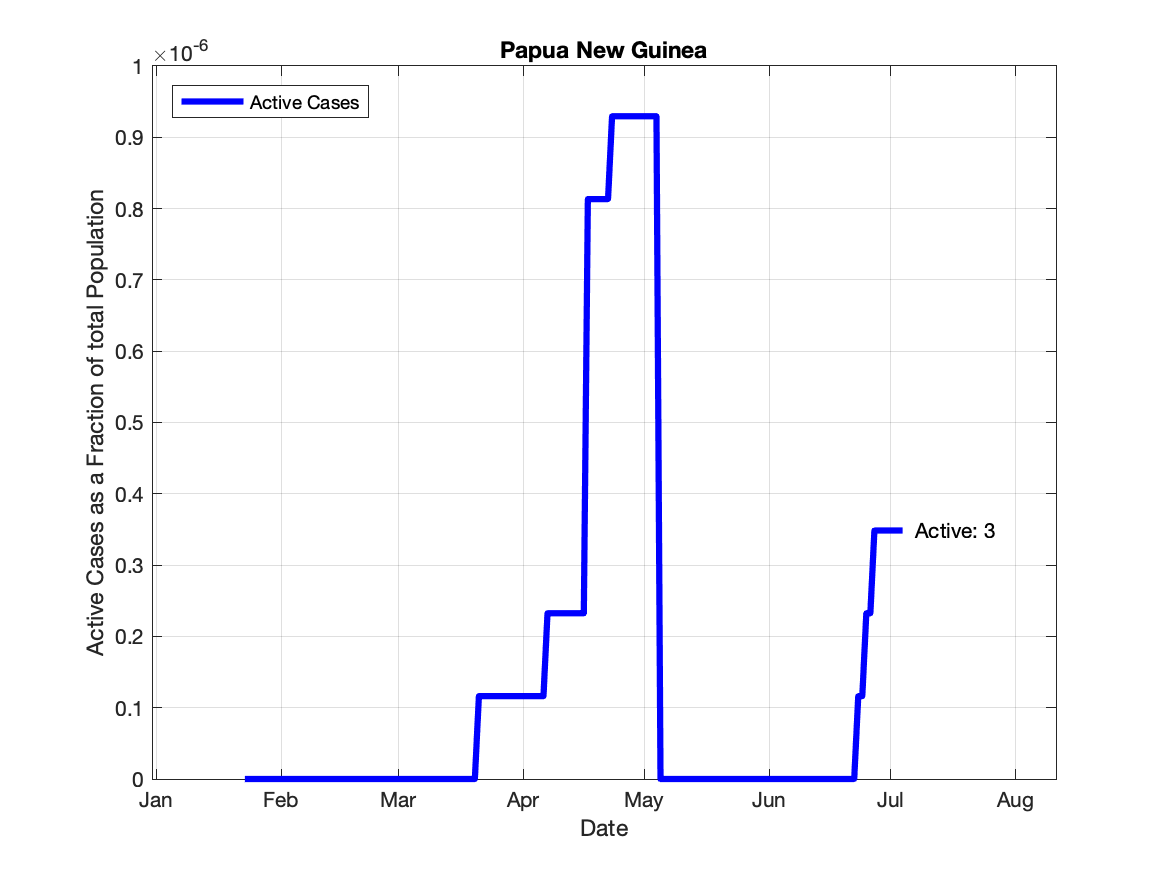 Papua New Guinea
×10-6
Active Cases
1
0.9
0.8
0.7
0.6
0.5
0.4
0.3
0.2
0.1
0
Active Cases as a Fraction of total Population
Active: 3
Jan Feb Mar Apr May Jun Jul Aug
Date